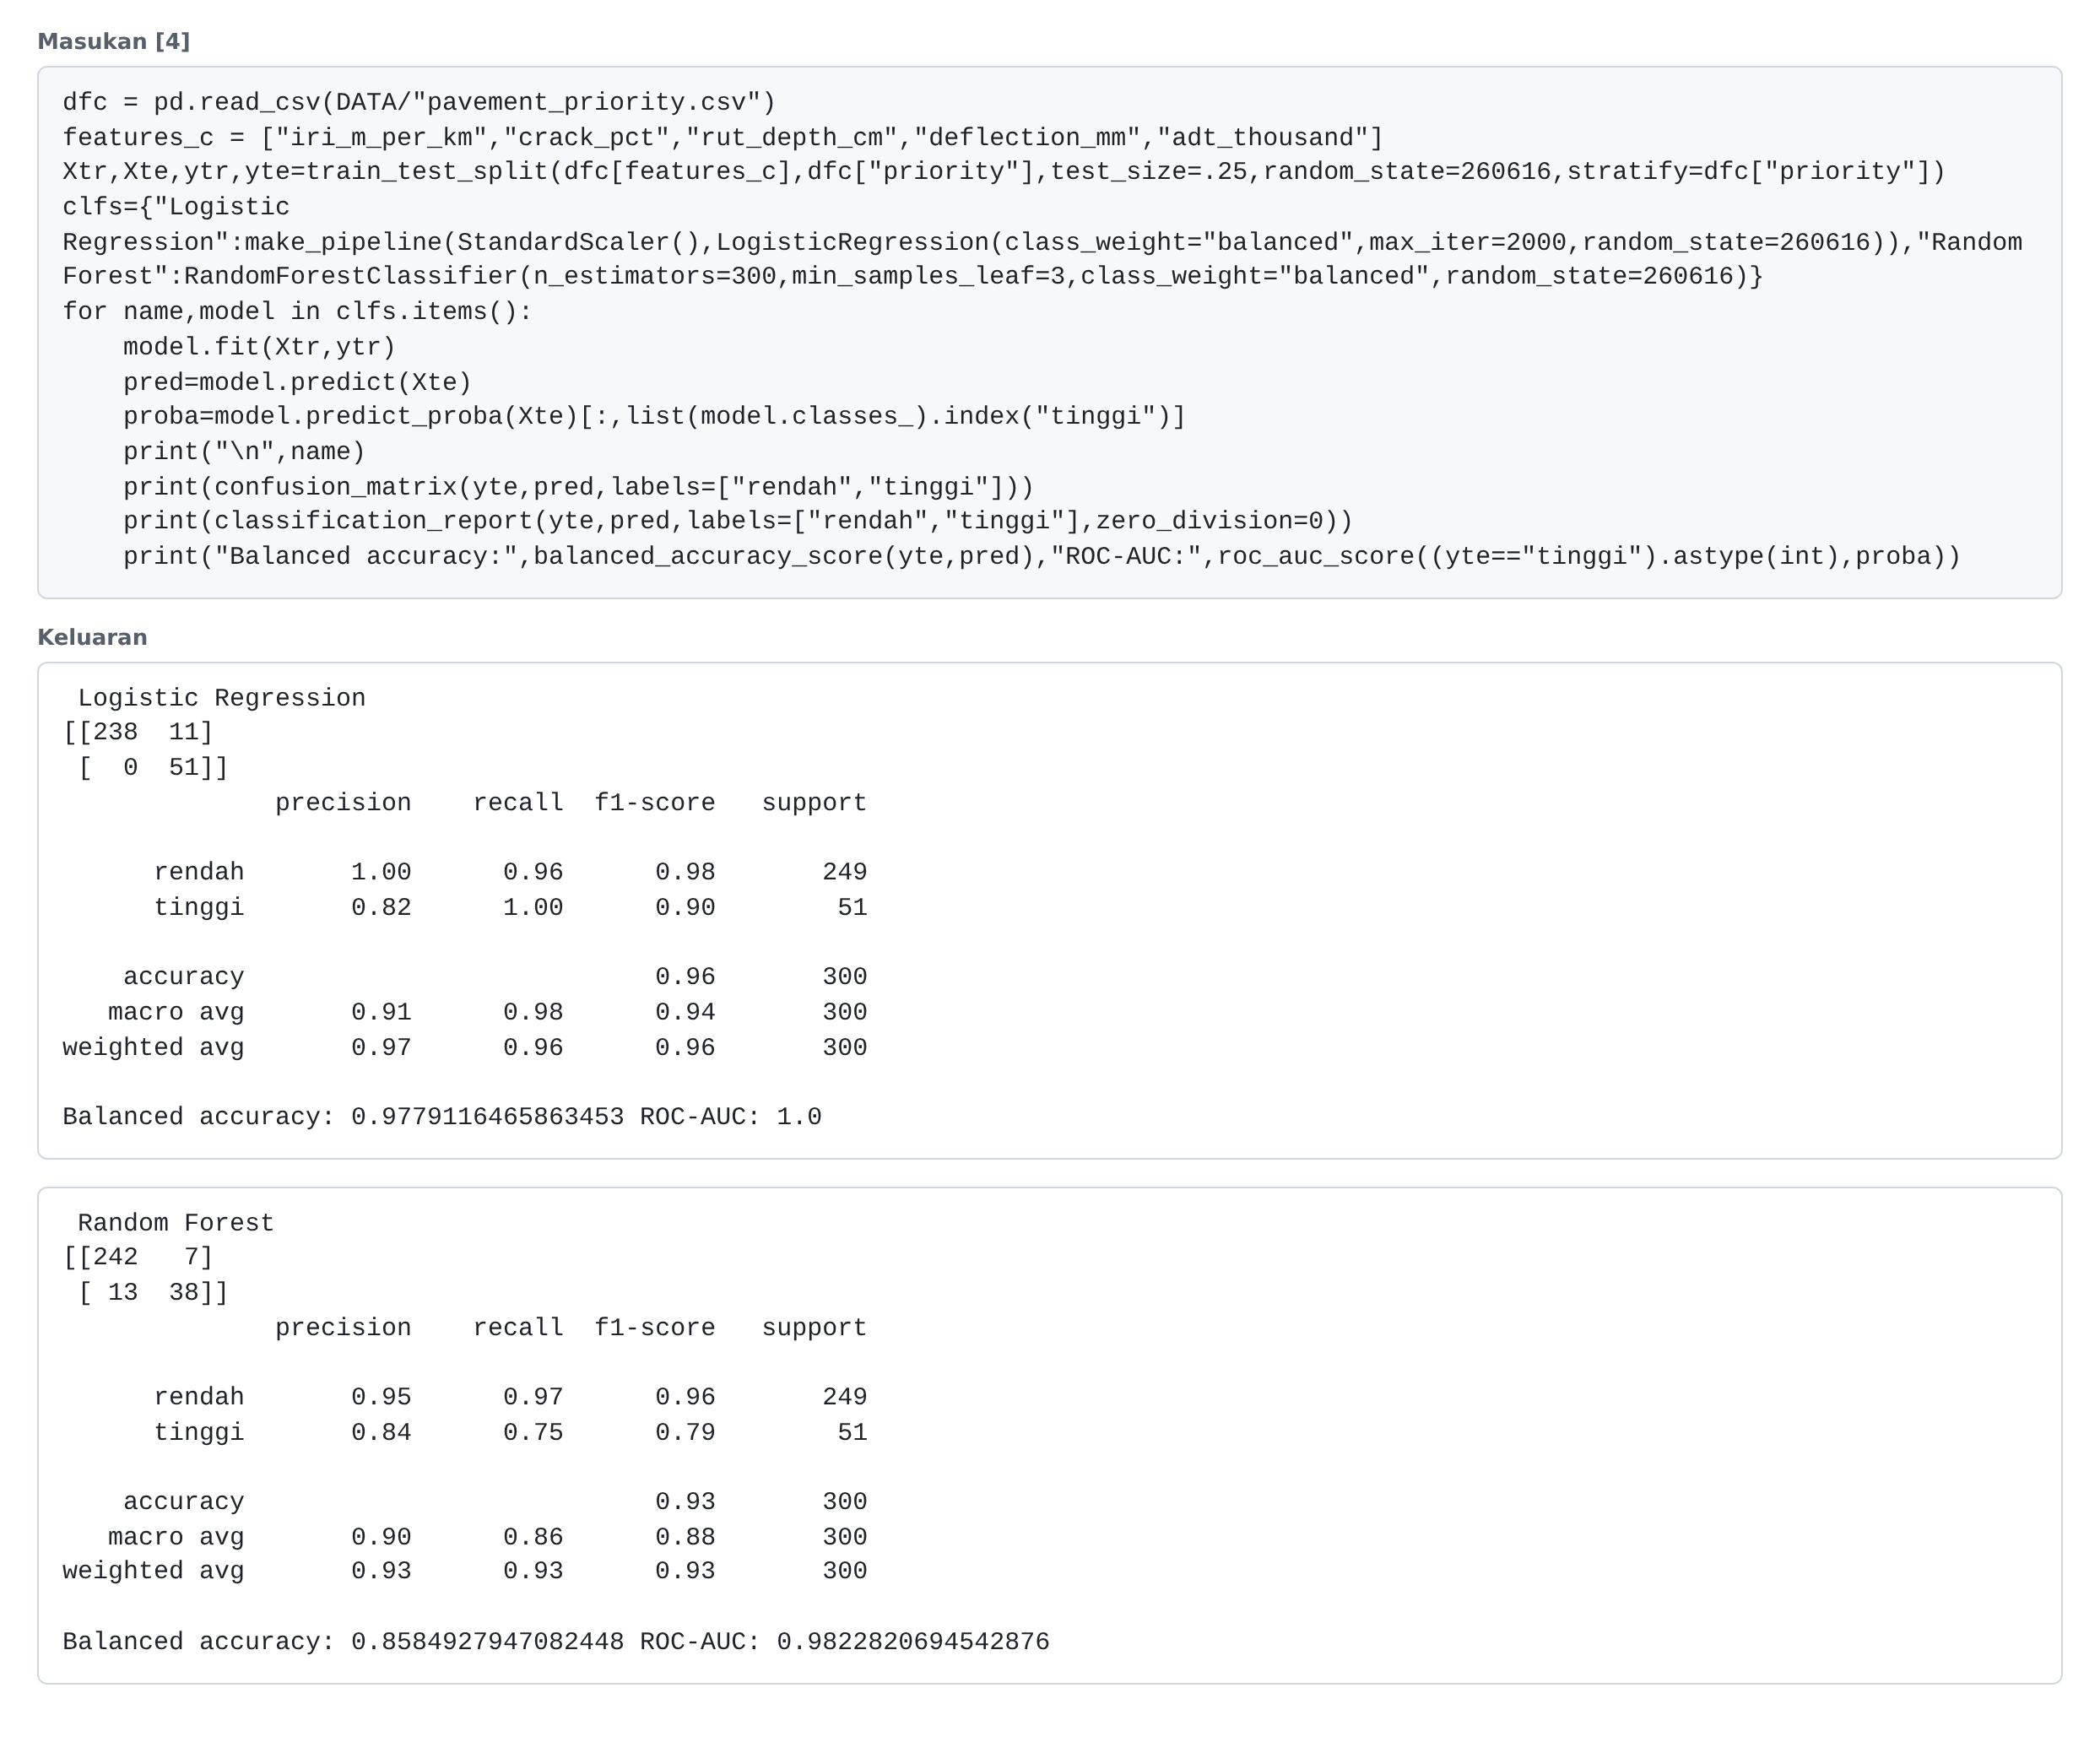 Masukan [4]
dfc = pd.read_csv(DATA/"pavement_priority.csv")
features_c = ["iri_m_per_km","crack_pct","rut_depth_cm","deflection_mm","adt_thousand"]
Xtr,Xte,ytr,yte=train_test_split(dfc[features_c],dfc["priority"],test_size=.25,random_state=260616,stratify=dfc["priority"])
clfs={"Logistic
Regression":make_pipeline(StandardScaler(),LogisticRegression(class_weight="balanced",max_iter=2000,random_state=260616)),"Random
Forest":RandomForestClassifier(n_estimators=300,min_samples_leaf=3,class_weight="balanced",random_state=260616)}
for name,model in clfs.items():
    model.fit(Xtr,ytr)
    pred=model.predict(Xte)
    proba=model.predict_proba(Xte)[:,list(model.classes_).index("tinggi")]
    print("\n",name)
    print(confusion_matrix(yte,pred,labels=["rendah","tinggi"]))
    print(classification_report(yte,pred,labels=["rendah","tinggi"],zero_division=0))
    print("Balanced accuracy:",balanced_accuracy_score(yte,pred),"ROC-AUC:",roc_auc_score((yte=="tinggi").astype(int),proba))
Keluaran
 Logistic Regression
[[238  11]
 [  0  51]]
              precision    recall  f1-score   support
      rendah       1.00      0.96      0.98       249
      tinggi       0.82      1.00      0.90        51
    accuracy                           0.96       300
   macro avg       0.91      0.98      0.94       300
weighted avg       0.97      0.96      0.96       300
Balanced accuracy: 0.9779116465863453 ROC-AUC: 1.0
 Random Forest
[[242   7]
 [ 13  38]]
              precision    recall  f1-score   support
      rendah       0.95      0.97      0.96       249
      tinggi       0.84      0.75      0.79        51
    accuracy                           0.93       300
   macro avg       0.90      0.86      0.88       300
weighted avg       0.93      0.93      0.93       300
Balanced accuracy: 0.8584927947082448 ROC-AUC: 0.9822820694542876